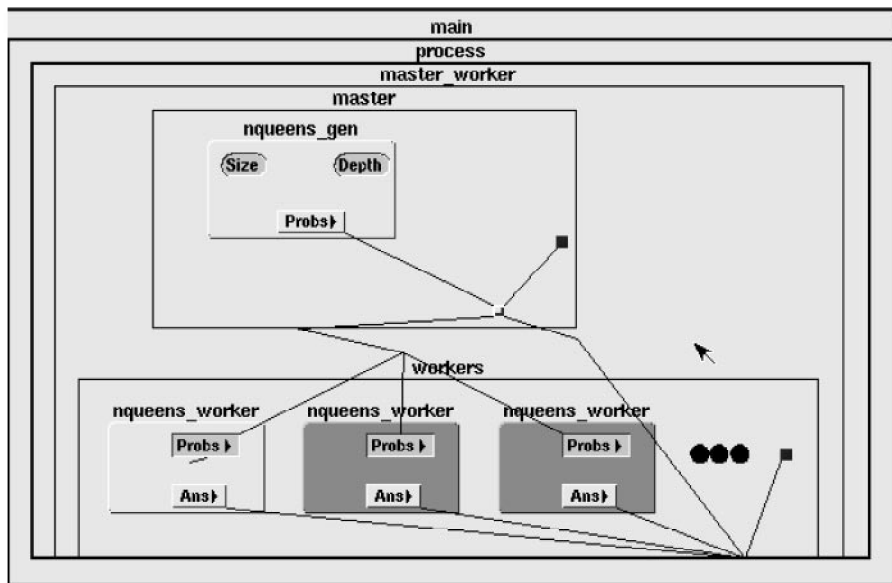 main
process
master_worker
master
nqueens_gen
Size Depth
Probs
workers
nqueens_worker nqueens_worker nqueens_worker
Probs Probs Probs
Ans Ans Ans